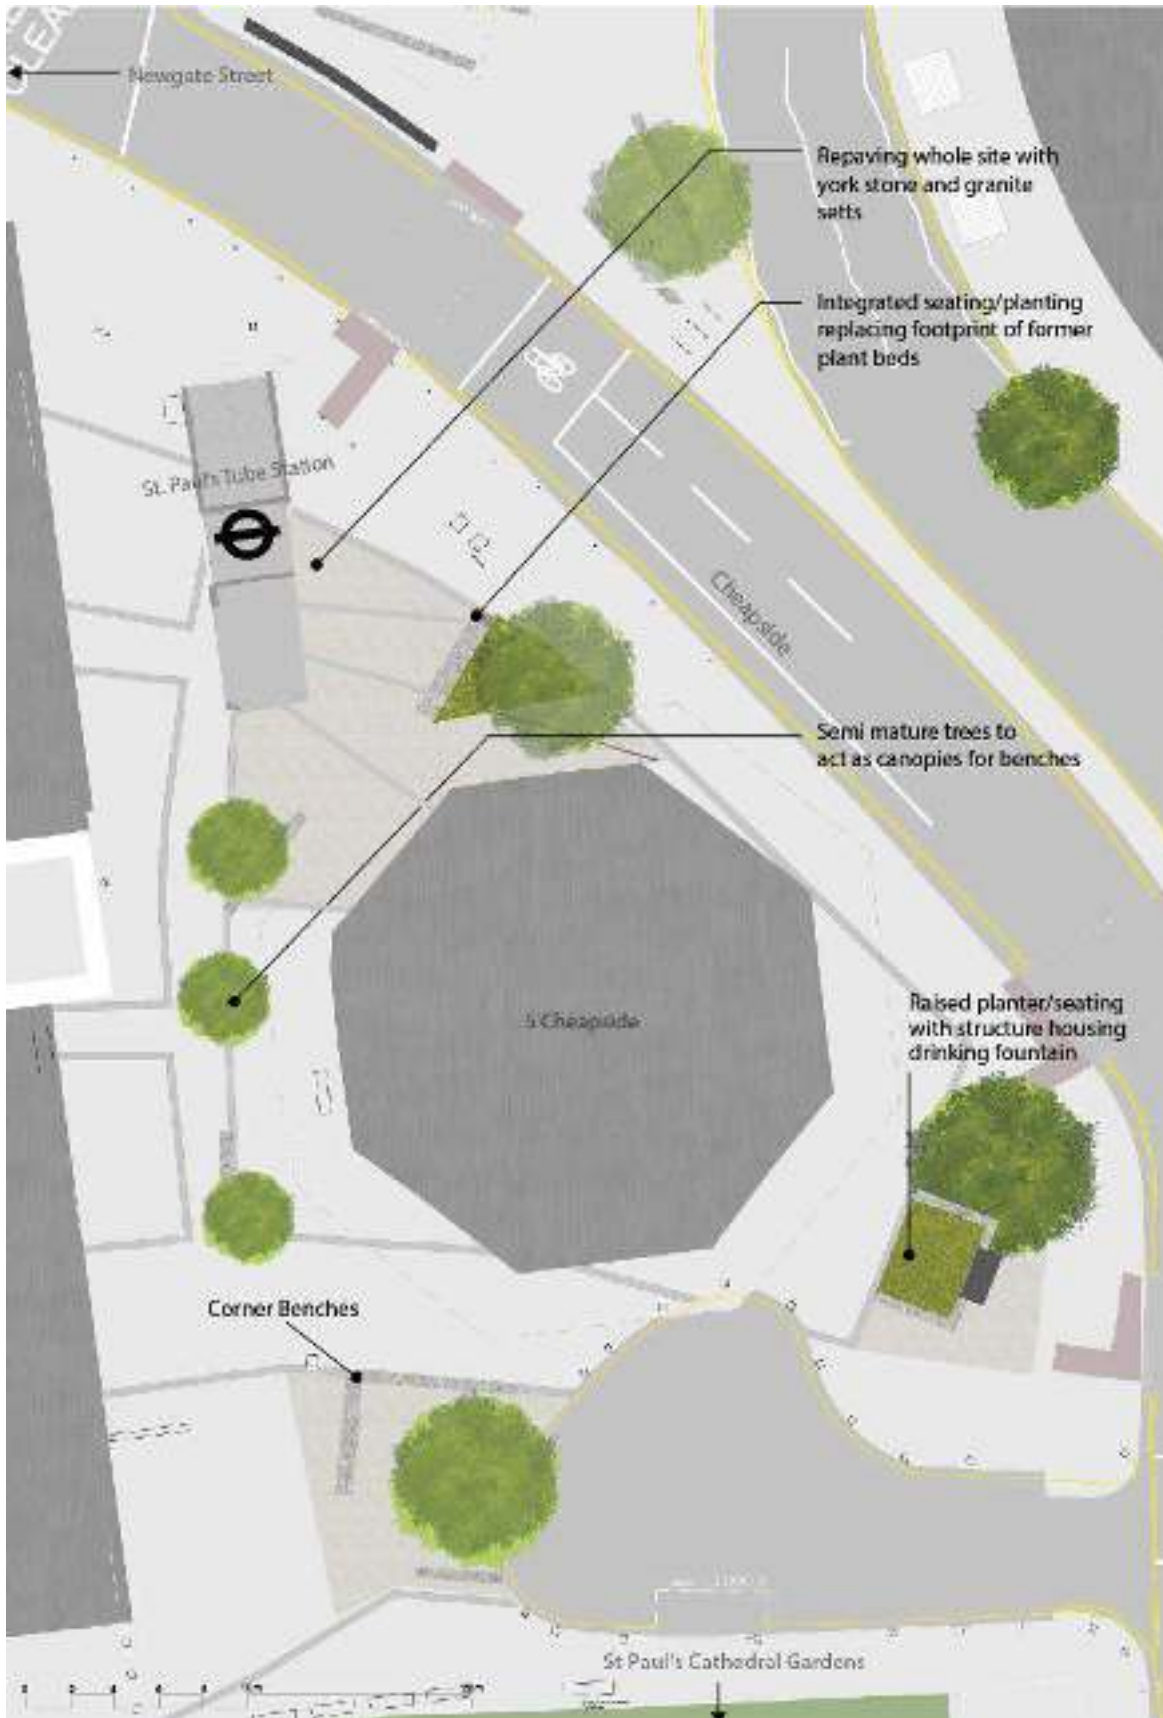 Newgate Street
Repaving whole site with
york stone and granite
setts
Integrated seating/planting
replacing footprint of former
plant beds
St. Paul's Tube Station
Cheapside
Semi mature trees to
act as canopies for benches
Raised planter/seating
with structure housing
drinking fountain
5 Cheapside
Corner Benches
St Paul's Cathedral Gardens